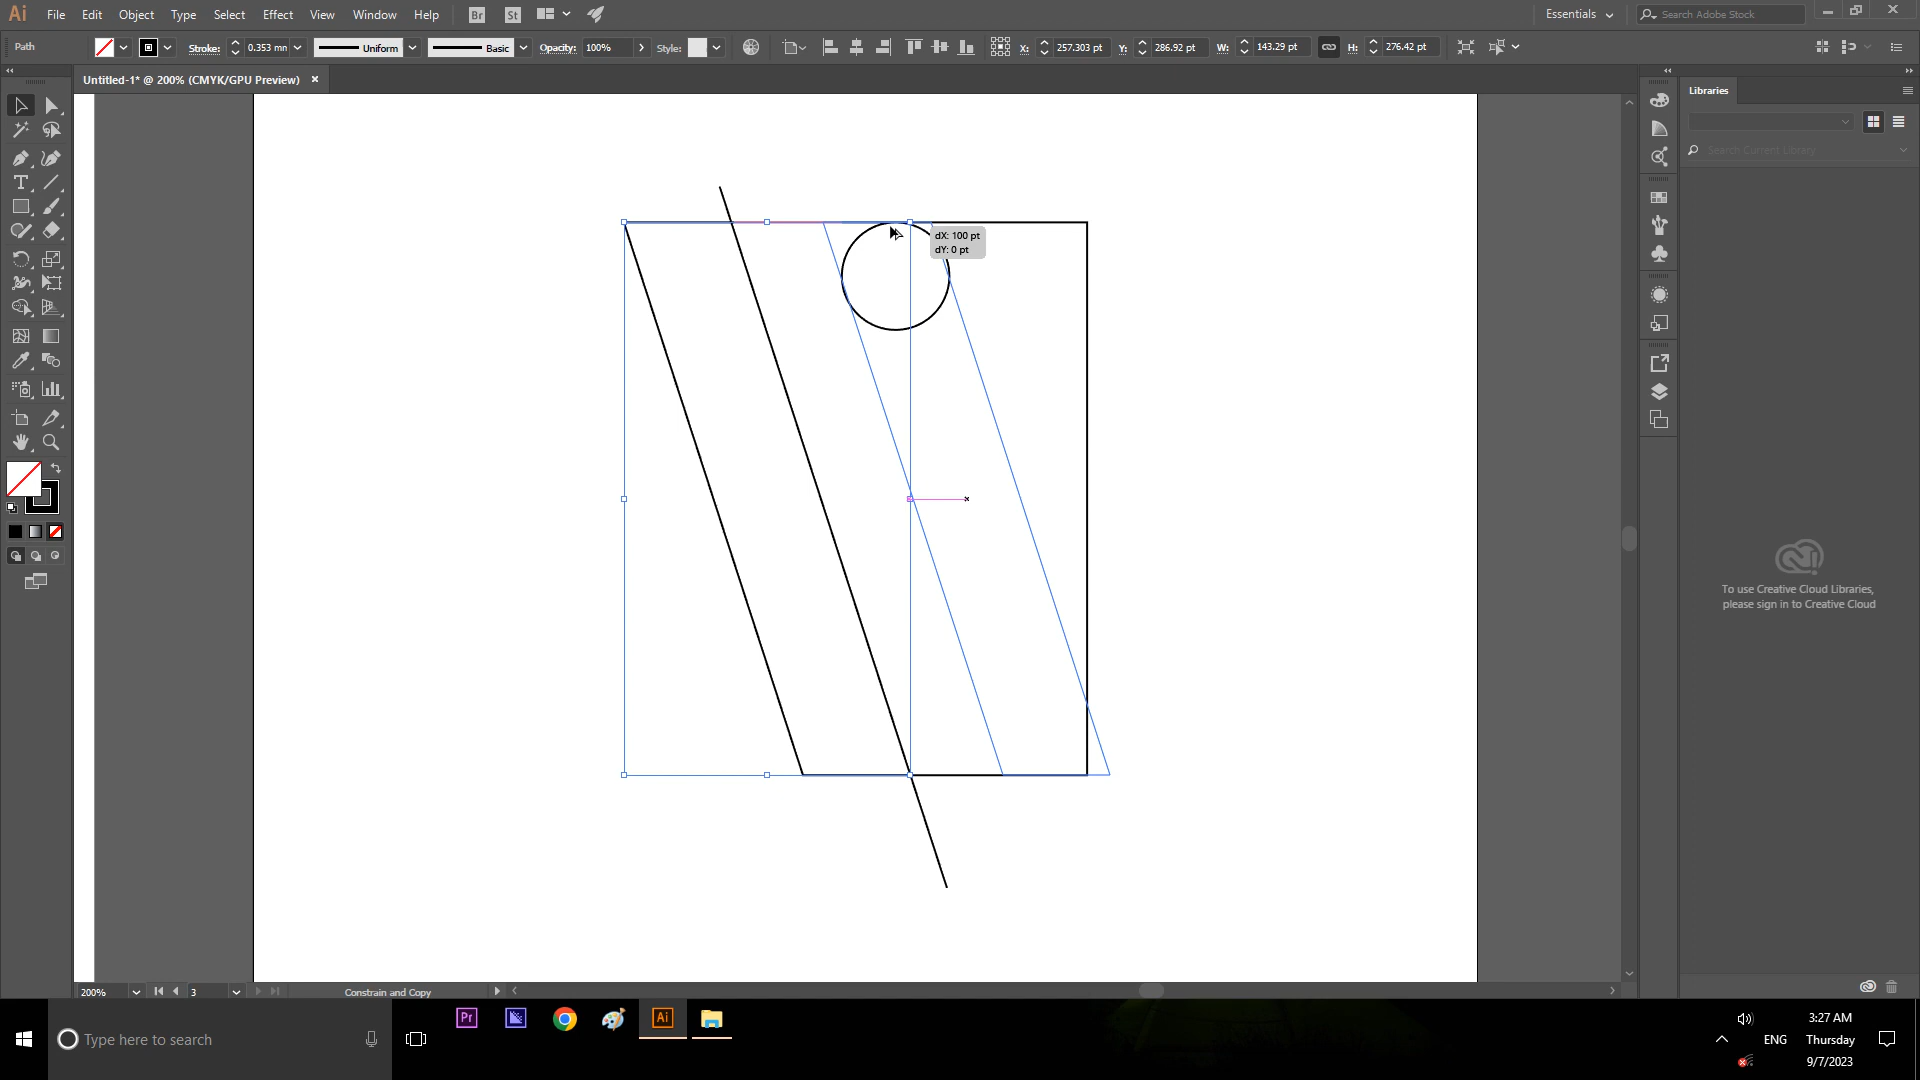 Ai File Edit Object Type Select Effect View Window Help Br St Essentials Search Adobe Stock
Path Stroke: 0.353 mm Uniform Basic Opacity: 100% Style: X: 257.303 pt Y: 286.92 pt W: 143.29 pt H: 276.42 pt
Untitled-1* @ 200% (CMYK/GPU Preview)
Libraries
Search Current Library
dX: 100 pt
dY: 0 pt
To use Creative Cloud Libraries,
please sign in to Creative Cloud
200% 3 Constrain and Copy
Type here to search Pr Ai
3:27 AM
ENG Thursday
9/7/2023